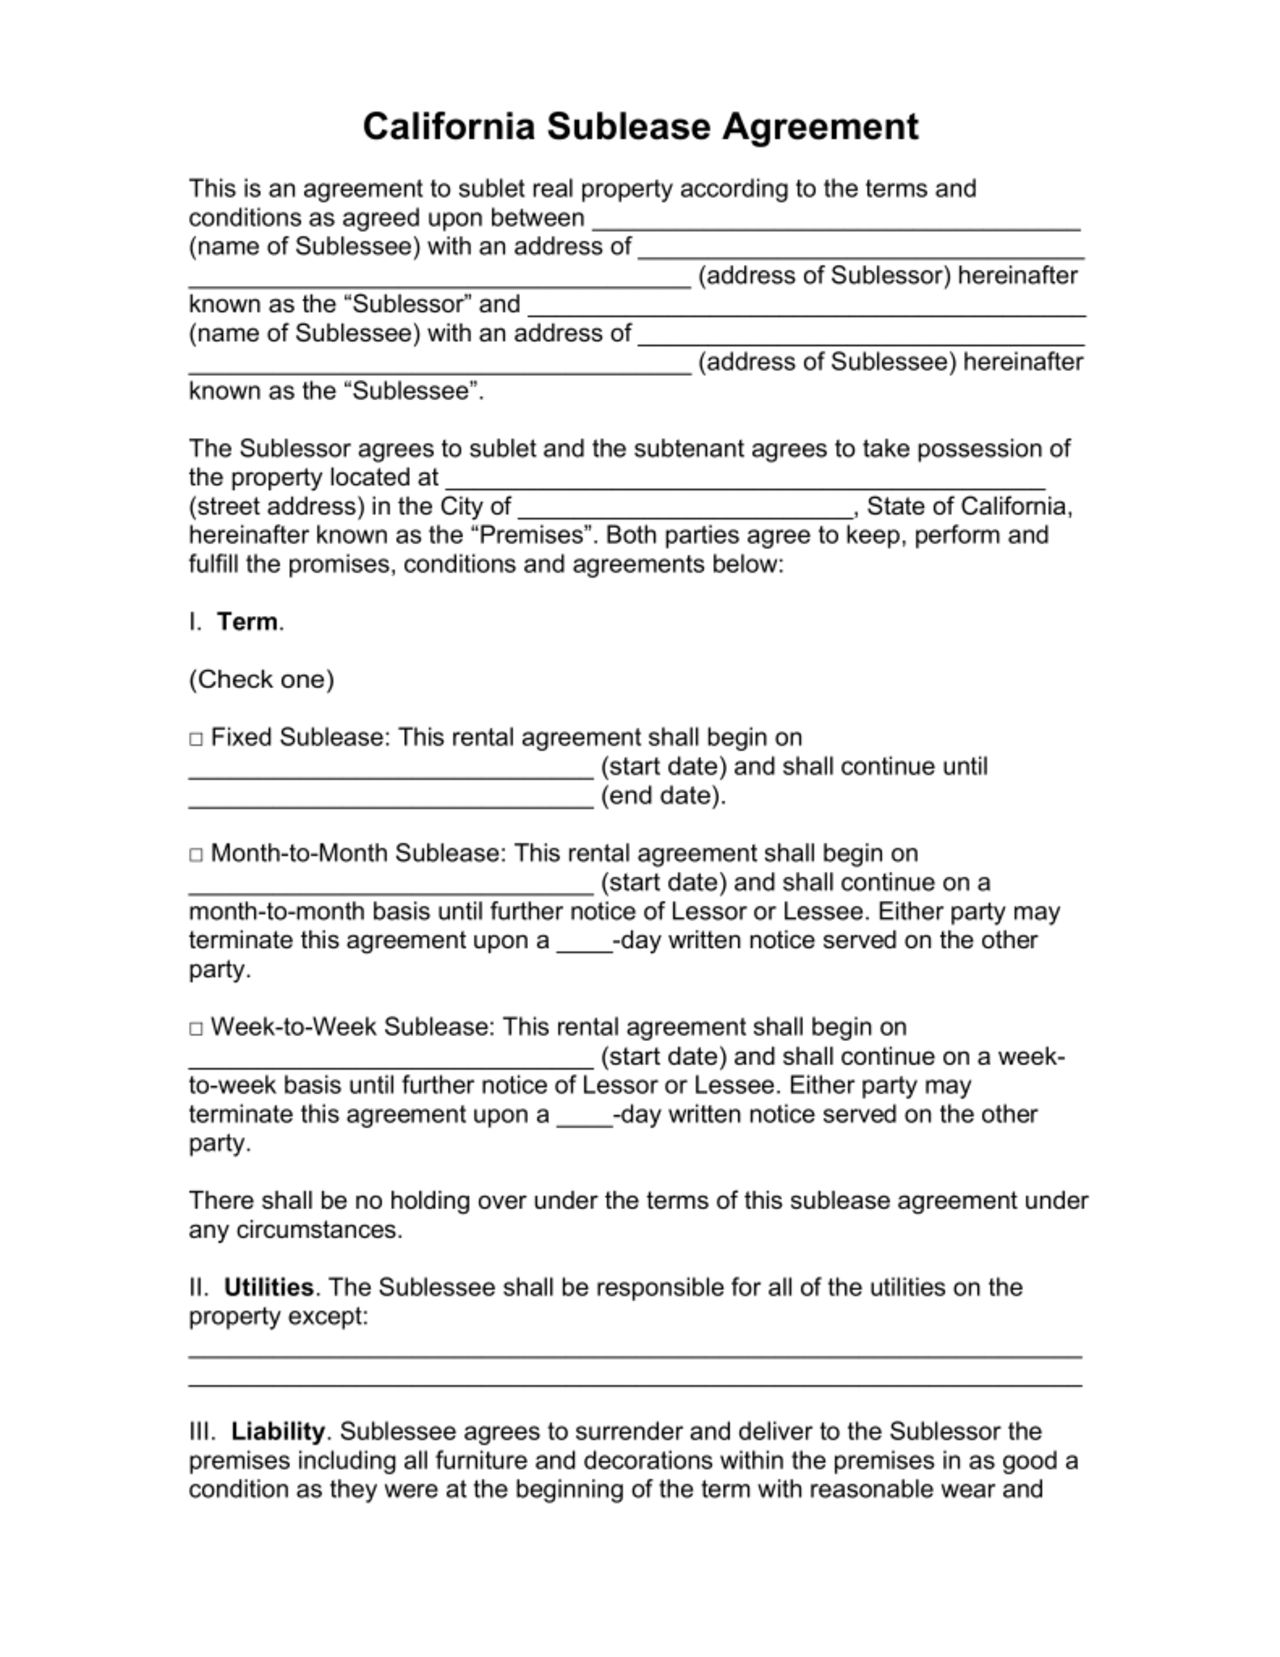 California Sublease Agreement
This is an agreement to sublet real property according to the terms and
conditions as agreed upon between ___________________________________
(name of Sublessee) with an address of ________________________________
____________________________________ (address of Sublessor) hereinafter
known as the “Sublessor” and ________________________________________
(name of Sublessee) with an address of ________________________________
____________________________________ (address of Sublessee) hereinafter
known as the “Sublessee”.
The Sublessor agrees to sublet and the subtenant agrees to take possession of
the property located at ___________________________________________
(street address) in the City of ________________________, State of California,
hereinafter known as the “Premises”. Both parties agree to keep, perform and
fulfill the promises, conditions and agreements below:
I. Term.
(Check one)
□ Fixed Sublease: This rental agreement shall begin on
_____________________________ (start date) and shall continue until
_____________________________ (end date).
□ Month-to-Month Sublease: This rental agreement shall begin on
_____________________________ (start date) and shall continue on a
month-to-month basis until further notice of Lessor or Lessee. Either party may
terminate this agreement upon a ____-day written notice served on the other
party.
□ Week-to-Week Sublease: This rental agreement shall begin on
_____________________________ (start date) and shall continue on a week-
to-week basis until further notice of Lessor or Lessee. Either party may
terminate this agreement upon a ____-day written notice served on the other
party.
There shall be no holding over under the terms of this sublease agreement under
any circumstances.
II. Utilities. The Sublessee shall be responsible for all of the utilities on the
property except:
________________________________________________________________
________________________________________________________________
III. Liability. Sublessee agrees to surrender and deliver to the Sublessor the
premises including all furniture and decorations within the premises in as good a
condition as they were at the beginning of the term with reasonable wear and